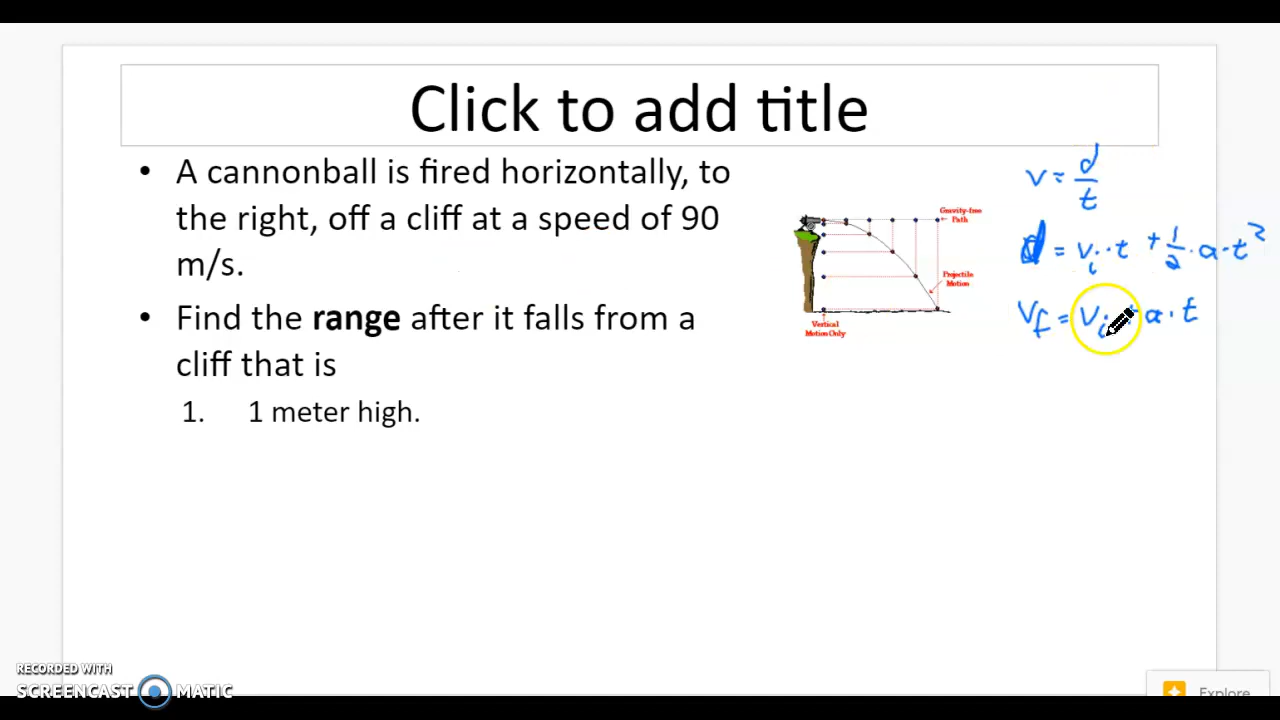 Click to add title
• A cannonball is fired horizontally, to
the right, off a cliff at a speed of 90
m/s.
• Find the range after it falls from a
cliff that is
1. 1 meter high.
Gravity-free
Path
Projectile
Motion
Vertical
Motion Only
v = d/t
d = vi · t + 1/2 · a · t²
vf = vi + a · t
RECORDED WITH
SCREENCAST MATIC
Explore